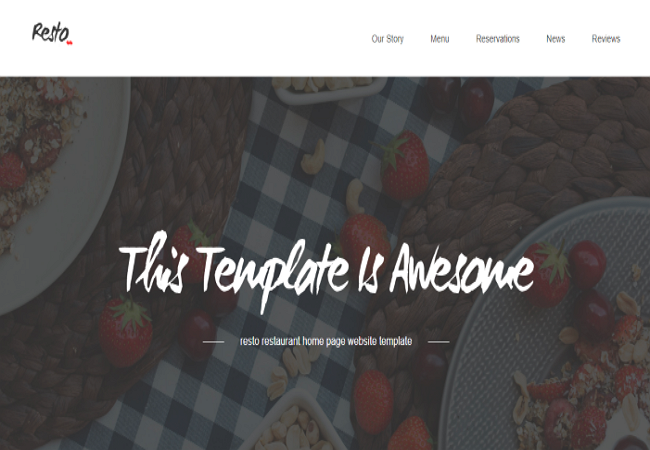 Resto
Our Story Menu Reservations News Reviews
This Template Is Awesome
resto restaurant home page website template